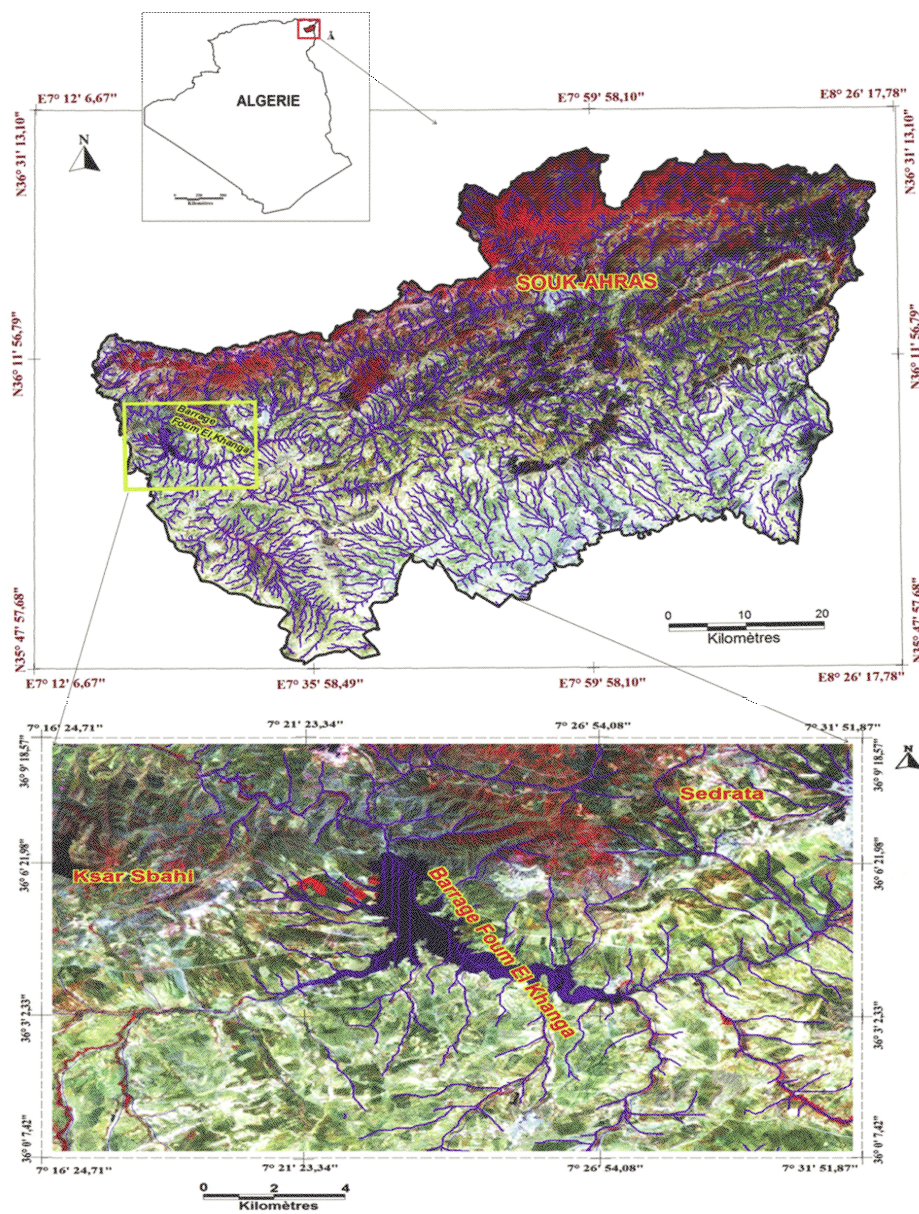 ALGERIE
Kilomètres
E7° 12' 6,67"
E7° 59' 58,10"
E8° 26' 17,78"
N
N36° 31' 13,10"
N36° 31' 13,10"
SOUK-AHRAS
N36° 11' 56,79"
N36° 11' 56,79"
Barrage
Foum El Khanga
0 10 20
Kilomètres
N35° 47' 57,68"
N35° 47' 57,68"
E7° 12' 6,67"
E7° 35' 58,49"
E7° 59' 58,10"
E8° 26' 17,78"
7° 16' 24,71"
7° 21' 23,34"
7° 26' 54,08"
7° 31' 51,87"
N
36° 9' 18,57"
36° 9' 18,57"
Sedrata
36° 6' 21,98"
36° 6' 21,98"
Ksar Sbahi
Barrage Foum El Khanga
36° 3' 2,33"
36° 3' 2,33"
36° 0' 7,42"
36° 0' 7,42"
7° 16' 24,71"
7° 21' 23,34"
7° 26' 54,08"
7° 31' 51,87"
0 2 4
Kilomètres